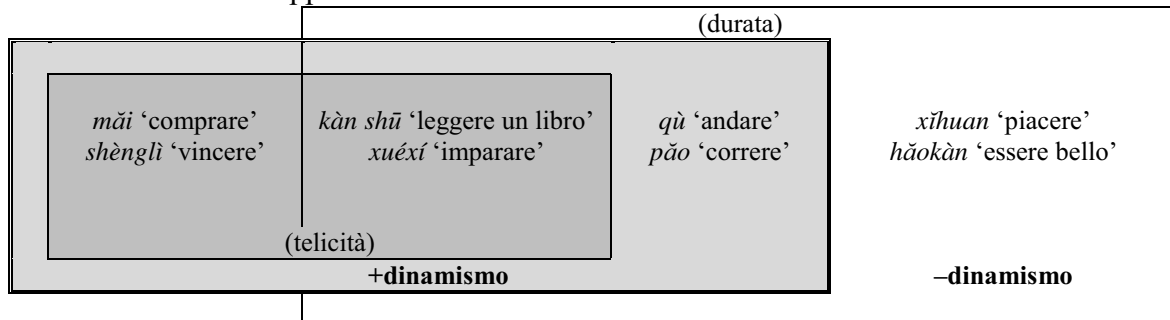 (durata)
mǎi ‘comprare’ kàn shū ‘leggere un libro’ qù ‘andare’ xǐhuan ‘piacere’
shènglì ‘vincere’ xuéxí ‘imparare’ pǎo ‘correre’ hǎokàn ‘essere bello’
(telicità)
+dinamismo –dinamismo